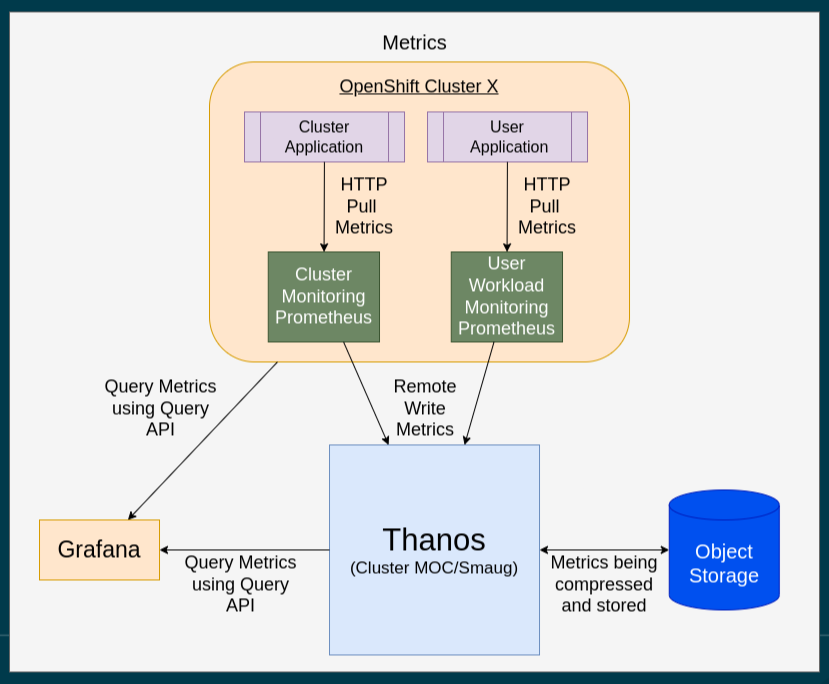 Metrics
OpenShift Cluster X
Cluster
Application
User
Application
HTTP
Pull
Metrics
HTTP
Pull
Metrics
Cluster
Monitoring
Prometheus
User
Workload
Monitoring
Prometheus
Query Metrics
using Query
API
Remote
Write
Metrics
Grafana
Query Metrics
using Query
API
Thanos
(Cluster MOC/Smaug)
Metrics being
compressed
and stored
Object
Storage